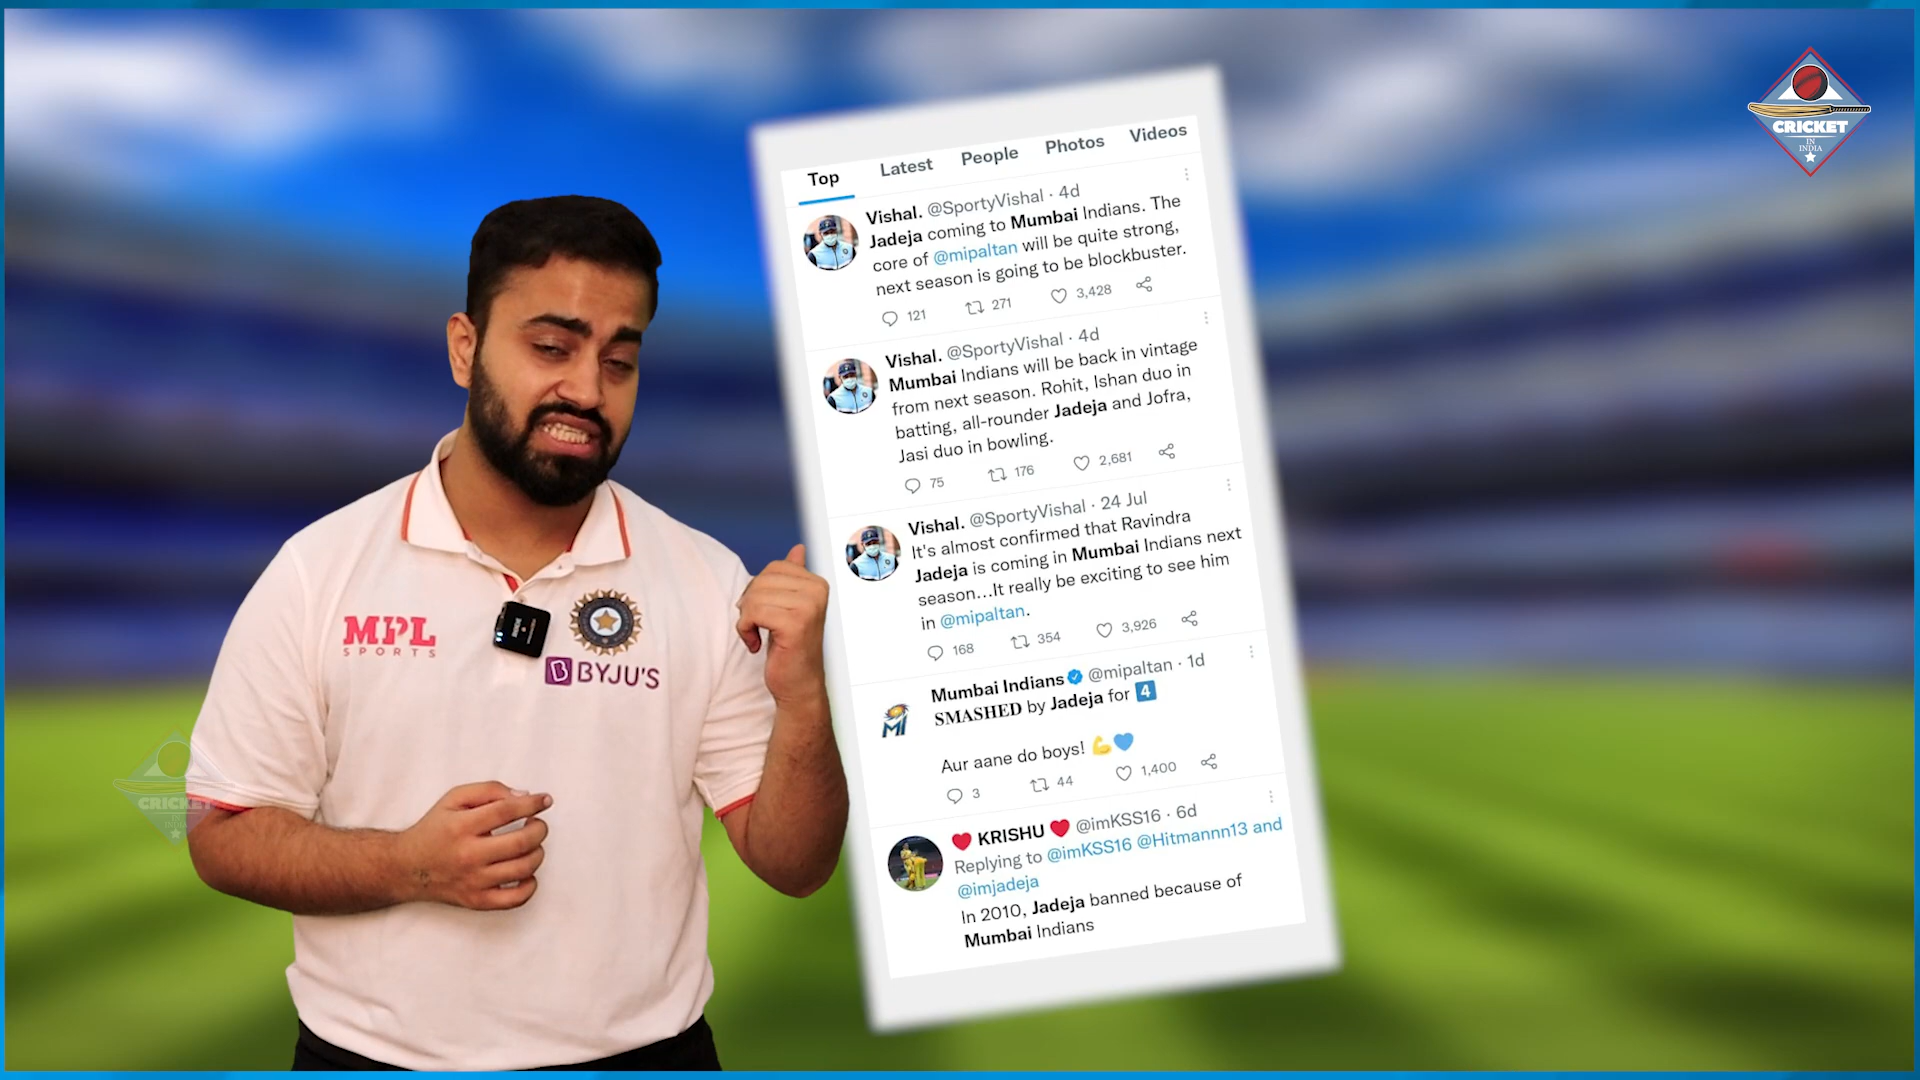 CRICKET
IN
INDIA
Top Latest People Photos Videos
Vishal. @SportyVishal · 4d
Jadeja coming to Mumbai Indians. The
core of @mipaltan will be quite strong,
next season is going to be blockbuster.
121 271 3,428
Vishal. @SportyVishal · 4d
Mumbai Indians will be back in vintage
from next season. Rohit, Ishan duo in
batting, all-rounder Jadeja and Jofra,
Jasi duo in bowling.
75 176 2,681
Vishal. @SportyVishal · 24 Jul
It's almost confirmed that Ravindra
Jadeja is coming in Mumbai Indians next
season...It really be exciting to see him
in @mipaltan.
168 354 3,926
Mumbai Indians @mipaltan · 1d
SMASHED by Jadeja for 4
Aur aane do boys! 💪💙
3 44 1,400
MI
❤️ KRISHU ❤️ @imKSS16 · 6d
Replying to @imKSS16 @Hitmannn13 and
@imjadeja
In 2010, Jadeja banned because of
Mumbai Indians
MPL
SPORTS
BYJU'S
CRICKET
IN
INDIA